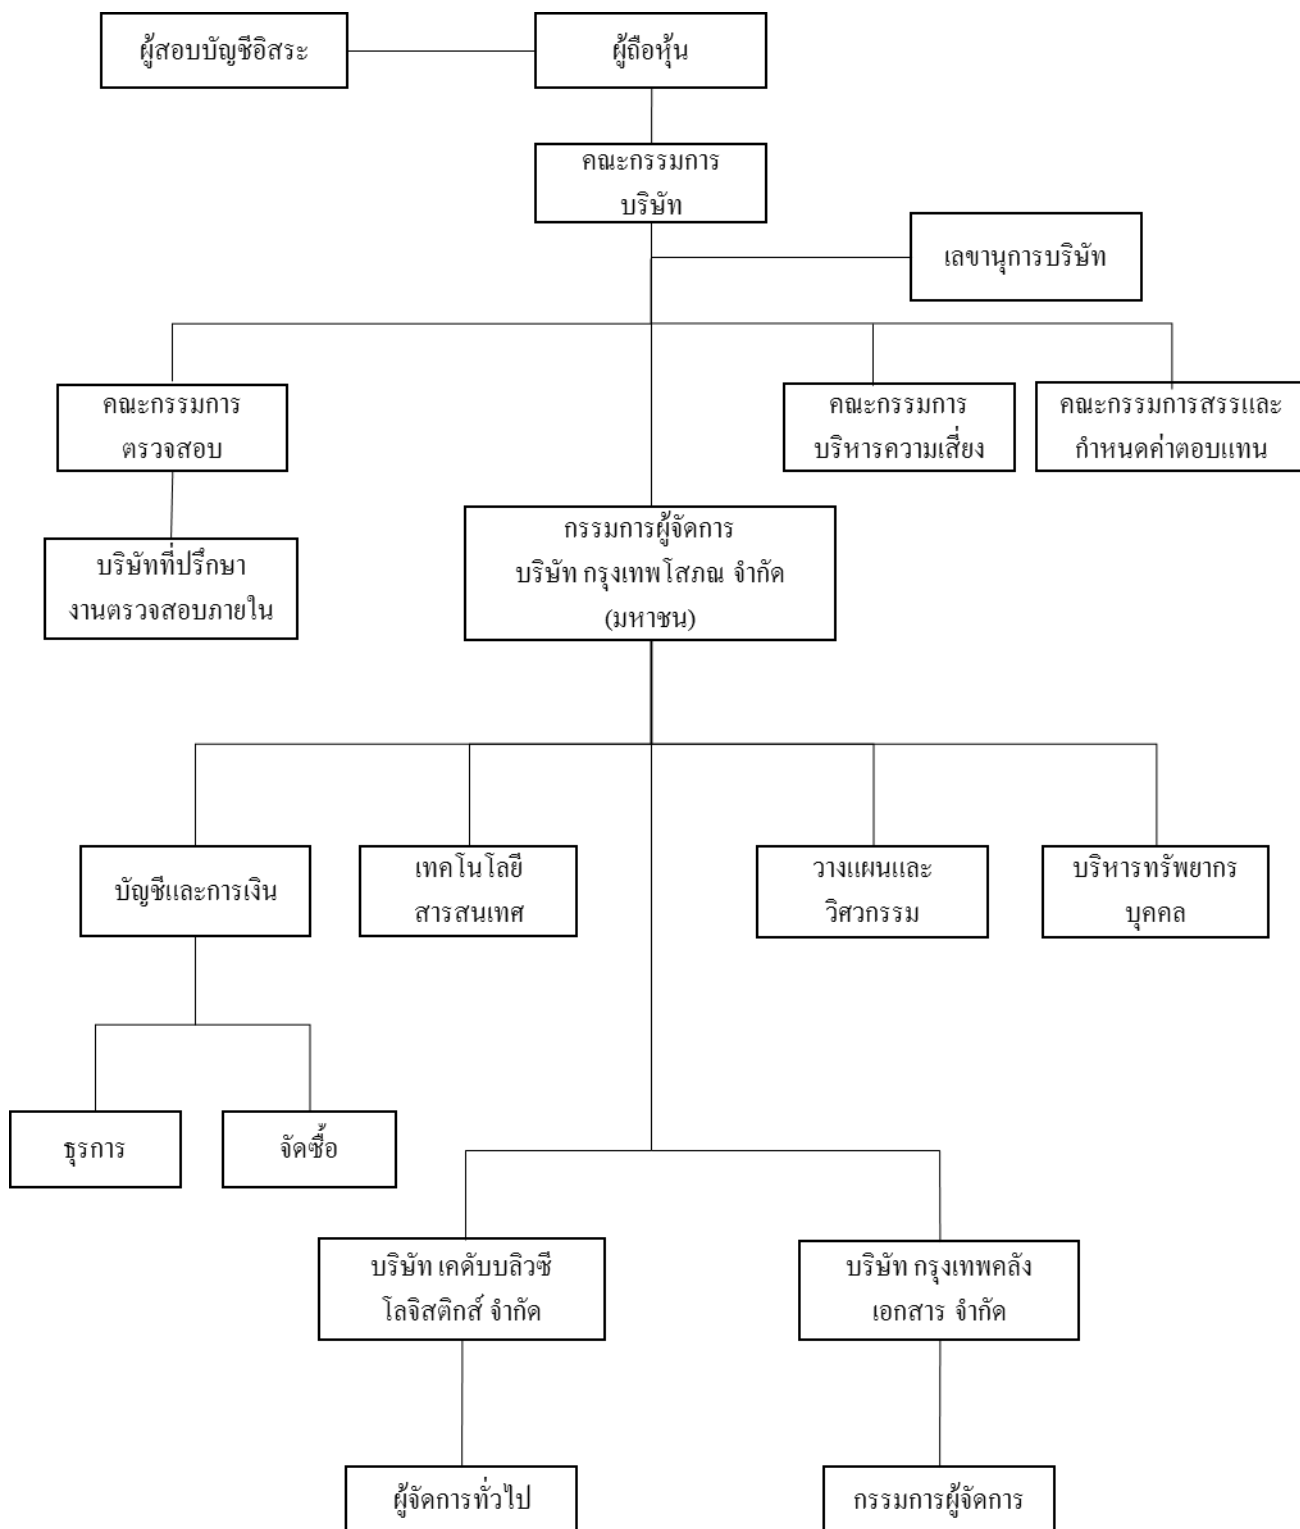 ผู้สอบบัญชีอิสระ
ผู้ถือหุ้น
คณะกรรมการ
บริษัท
เลขานุการบริษัท
คณะกรรมการ
ตรวจสอบ
คณะกรรมการ
บริหารความเสี่ยง
คณะกรรมการสรรและ
กำหนดค่าตอบแทน
บริษัทที่ปรึกษา
งานตรวจสอบภายใน
กรรมการผู้จัดการ
บริษัท กรุงเทพโสภณ จำกัด
(มหาชน)
บัญชีและการเงิน
เทคโนโลยี
สารสนเทศ
วางแผนและ
วิศวกรรม
บริหารทรัพยากร
บุคคล
ธุรการ
จัดซื้อ
บริษัท เคดับบลิวซี
โลจิสติกส์ จำกัด
บริษัท กรุงเทพคลัง
เอกสาร จำกัด
ผู้จัดการทั่วไป
กรรมการผู้จัดการ